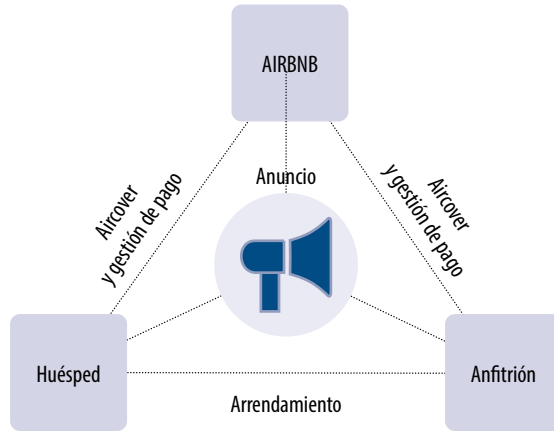 AIRBNB
Anuncio
Aircover
y gestión de pago
Aircover
y gestión de pago
Huésped
Anfitrión
Arrendamiento